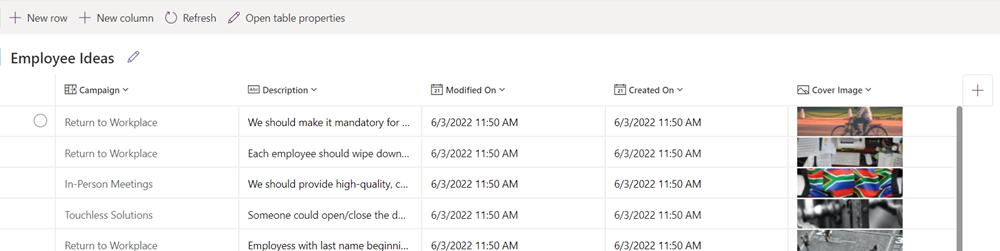 New row New column Refresh Open table properties
Employee Ideas
Campaign Abc Description 21 Modified On 21 Created On Cover Image
Return to Workplace We should make it mandatory for ... 6/3/2022 11:50 AM 6/3/2022 11:50 AM
Return to Workplace Each employee should wipe down... 6/3/2022 11:50 AM 6/3/2022 11:50 AM
In-Person Meetings We should provide high-quality, c... 6/3/2022 11:50 AM 6/3/2022 11:50 AM
Touchless Solutions Someone could open/close the d... 6/3/2022 11:50 AM 6/3/2022 11:50 AM
Return to Workplace Employess with last name beginni... 6/3/2022 11:50 AM 6/3/2022 11:50 AM